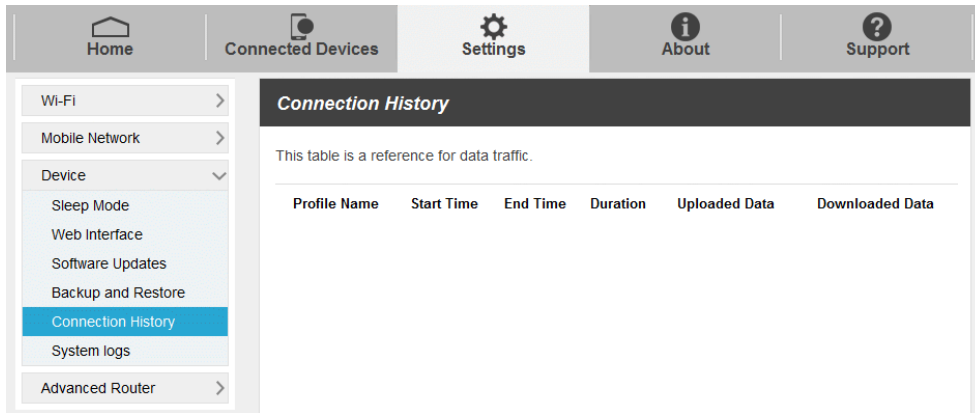 Home
Connected Devices
Settings
About
Support
Wi-Fi
Mobile Network
Device
Sleep Mode
Web Interface
Software Updates
Backup and Restore
Connection History
System logs
Advanced Router
Connection History
This table is a reference for data traffic.
Profile Name Start Time End Time Duration Uploaded Data Downloaded Data